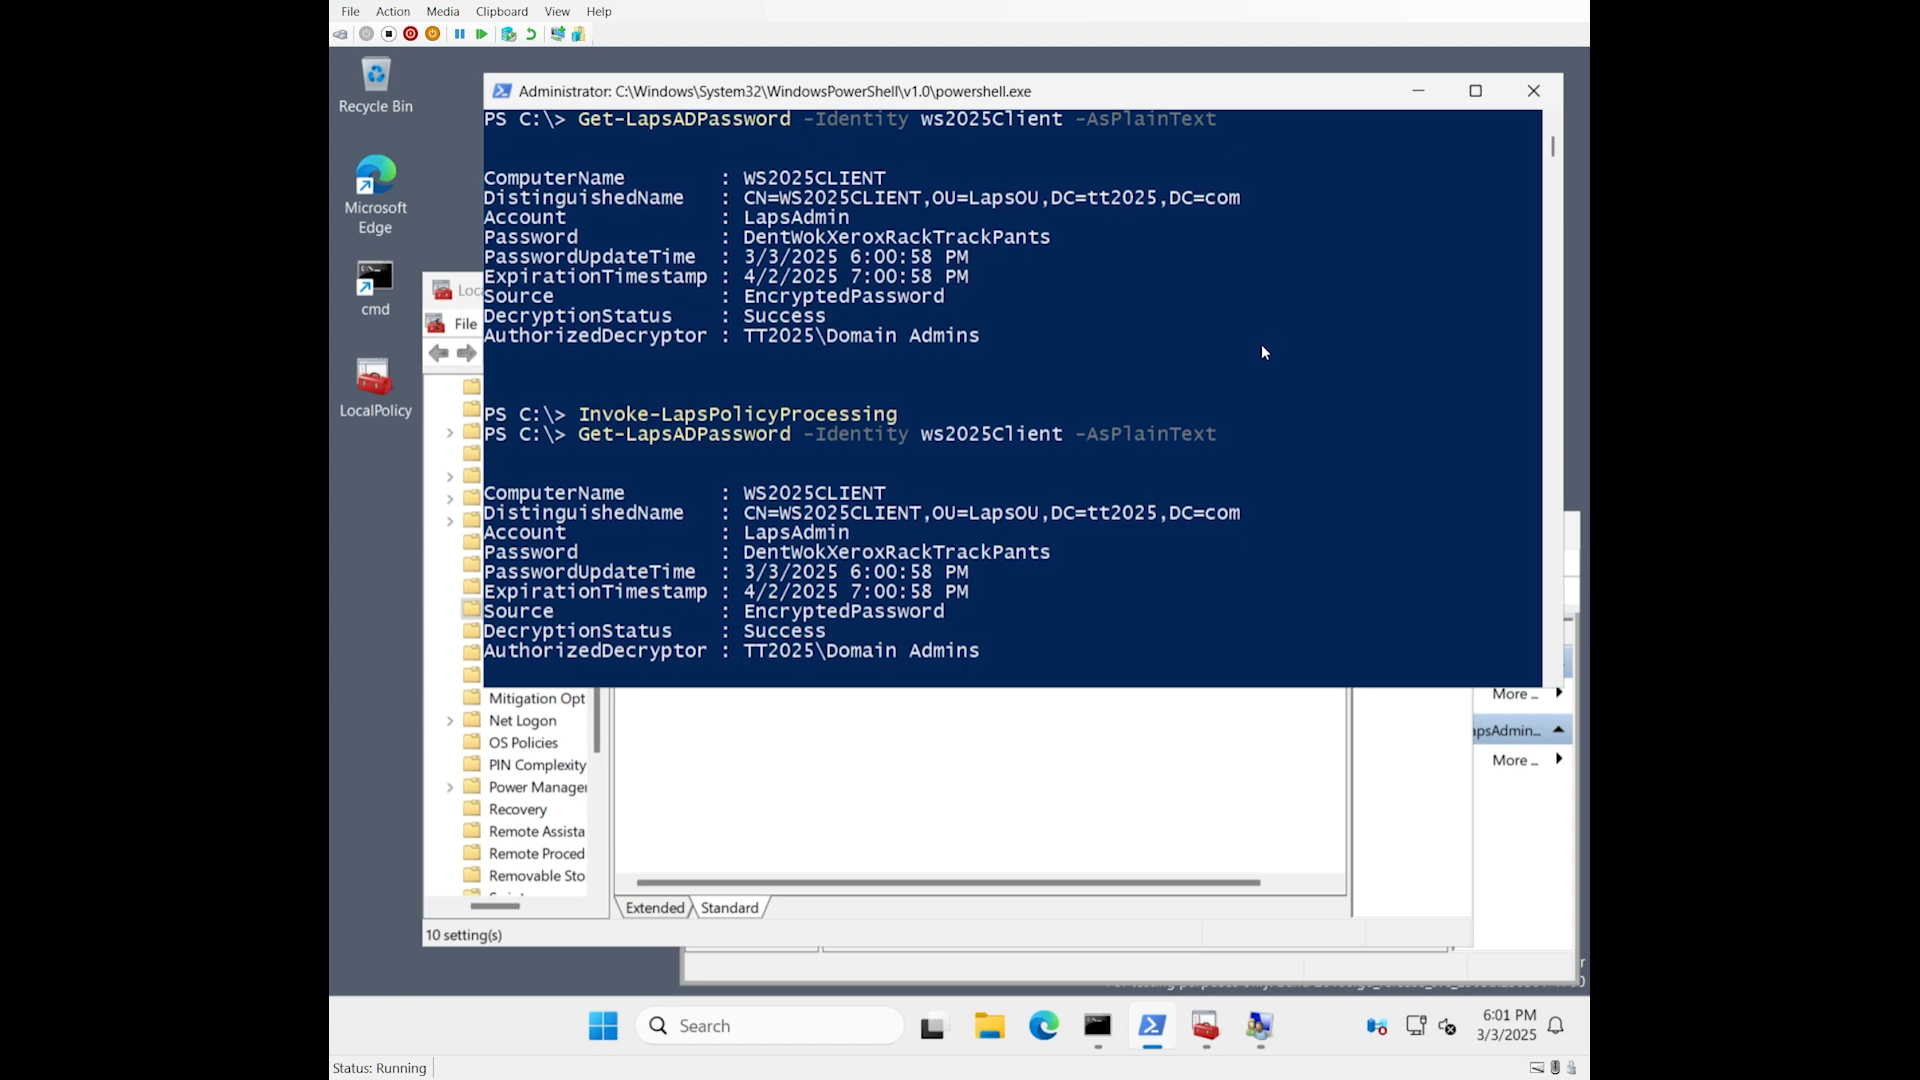 File Action Media Clipboard View Help
Recycle Bin
Microsoft
Edge
cmd
LocalPolicy
Administrator: C:\Windows\System32\WindowsPowerShell\v1.0\powershell.exe
PS C:\> Get-LapsADPassword -Identity ws2025Client -AsPlainText
ComputerName : WS2025CLIENT
DistinguishedName : CN=WS2025CLIENT,OU=LapsOU,DC=tt2025,DC=com
Account : LapsAdmin
Password : DentWokXeroxRackTrackPants
PasswordUpdateTime : 3/3/2025 6:00:58 PM
ExpirationTimestamp : 4/2/2025 7:00:58 PM
Source : EncryptedPassword
DecryptionStatus : Success
AuthorizedDecryptor : TT2025\Domain Admins
PS C:\> Invoke-LapsPolicyProcessing
PS C:\> Get-LapsADPassword -Identity ws2025Client -AsPlainText
ComputerName : WS2025CLIENT
DistinguishedName : CN=WS2025CLIENT,OU=LapsOU,DC=tt2025,DC=com
Account : LapsAdmin
Password : DentWokXeroxRackTrackPants
PasswordUpdateTime : 3/3/2025 6:00:58 PM
ExpirationTimestamp : 4/2/2025 7:00:58 PM
Source : EncryptedPassword
DecryptionStatus : Success
AuthorizedDecryptor : TT2025\Domain Admins
Loc
File
Mitigation Opt
Net Logon
OS Policies
PIN Complexity
Power Manage
Recovery
Remote Assista
Remote Proced
Removable Sto
Extended Standard
10 setting(s)
More ...
apsAdmin...
More ...
Search
6:01 PM
3/3/2025
Status: Running